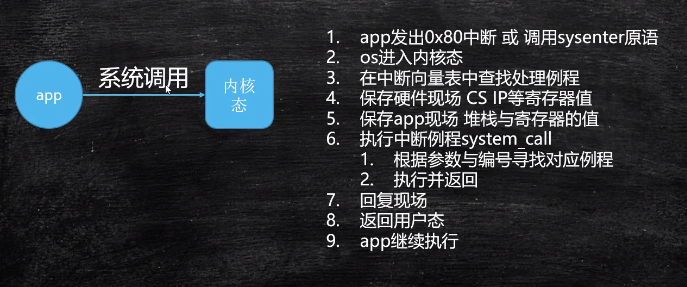 app
系统调用
内核
态
1. app发出0x80中断 或 调用sysenter原语
2. os进入内核态
3. 在中断向量表中查找处理例程
4. 保存硬件现场 CS IP等寄存器值
5. 保存app现场 堆栈与寄存器的值
6. 执行中断例程system_call
1. 根据参数与编号寻找对应例程
2. 执行并返回
7. 回复现场
8. 返回用户态
9. app继续执行